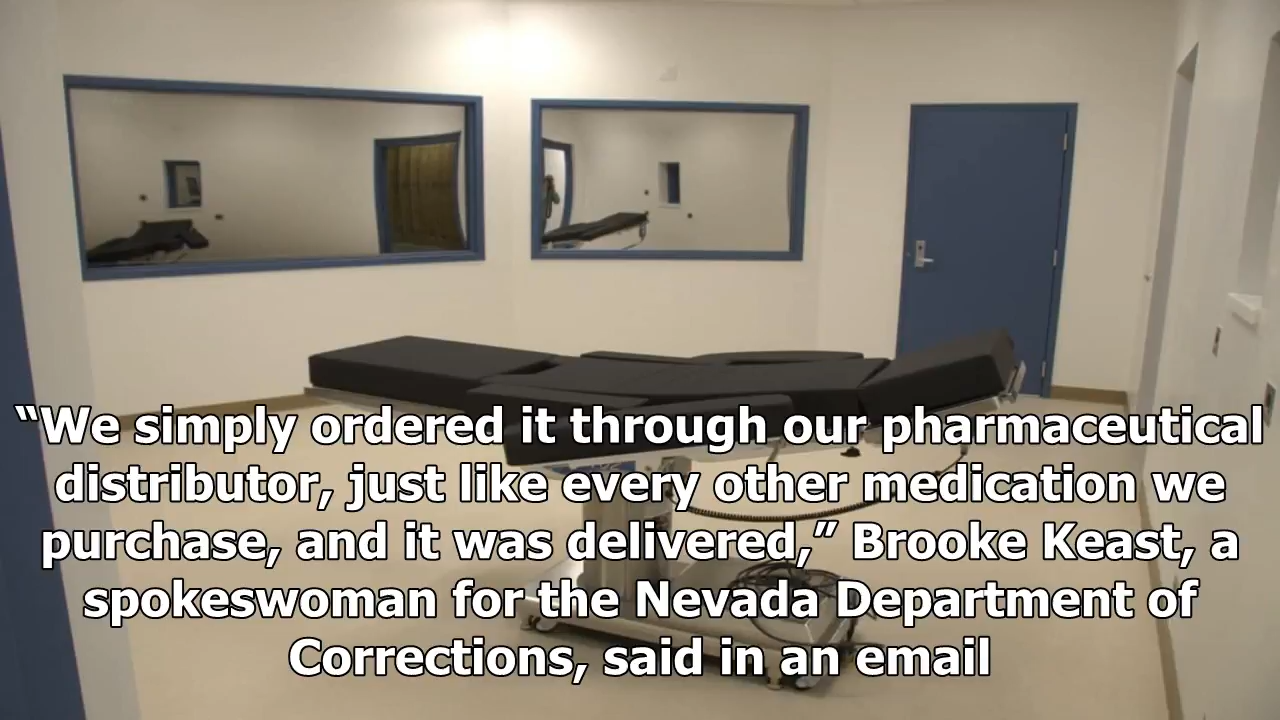 “We simply ordered it through our pharmaceutical
distributor, just like every other medication we
purchase, and it was delivered,” Brooke Keast, a
spokeswoman for the Nevada Department of
Corrections, said in an email